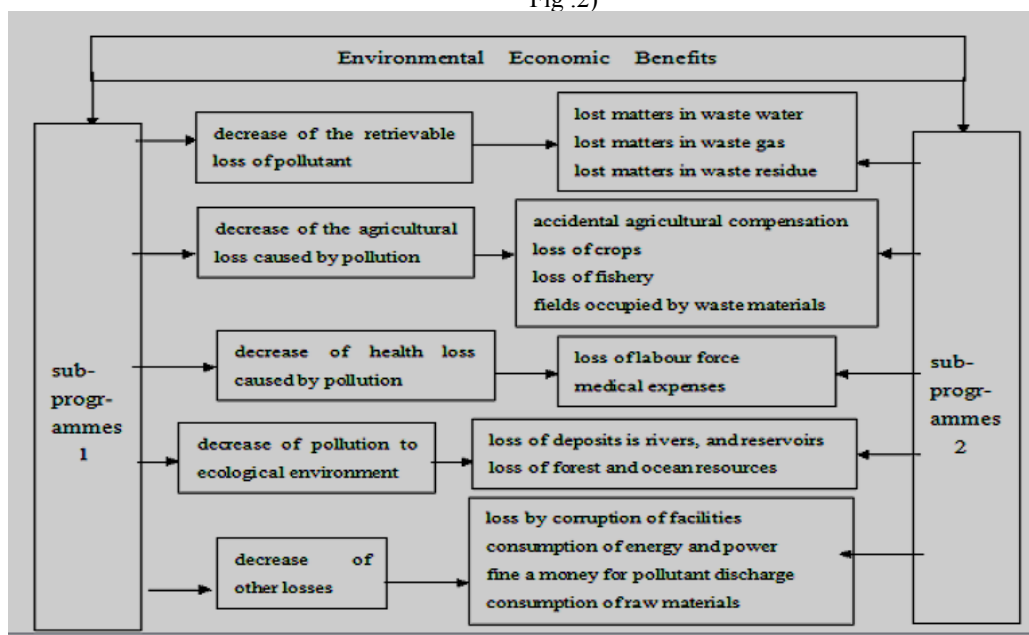 Fig .2)
Environmental Economic Benefits
decrease of the retrievable
loss of pollutant
lost matters in waste water
lost matters in waste gas
lost matters in waste residue
decrease of the agricultural
loss caused by pollution
accidental agricultural compensation
loss of crops
loss of fishery
fields occupied by waste materials
decrease of health loss
caused by pollution
loss of labour force
medical expenses
sub-
progr-
ammes
1
sub-
progr-
ammes
2
decrease of pollution to
ecological environment
loss of deposits is rivers, and reservoirs
loss of forest and ocean resources
decrease of
other losses
loss by corruption of facilities
consumption of energy and power
fine a money for pollutant discharge
consumption of raw materials